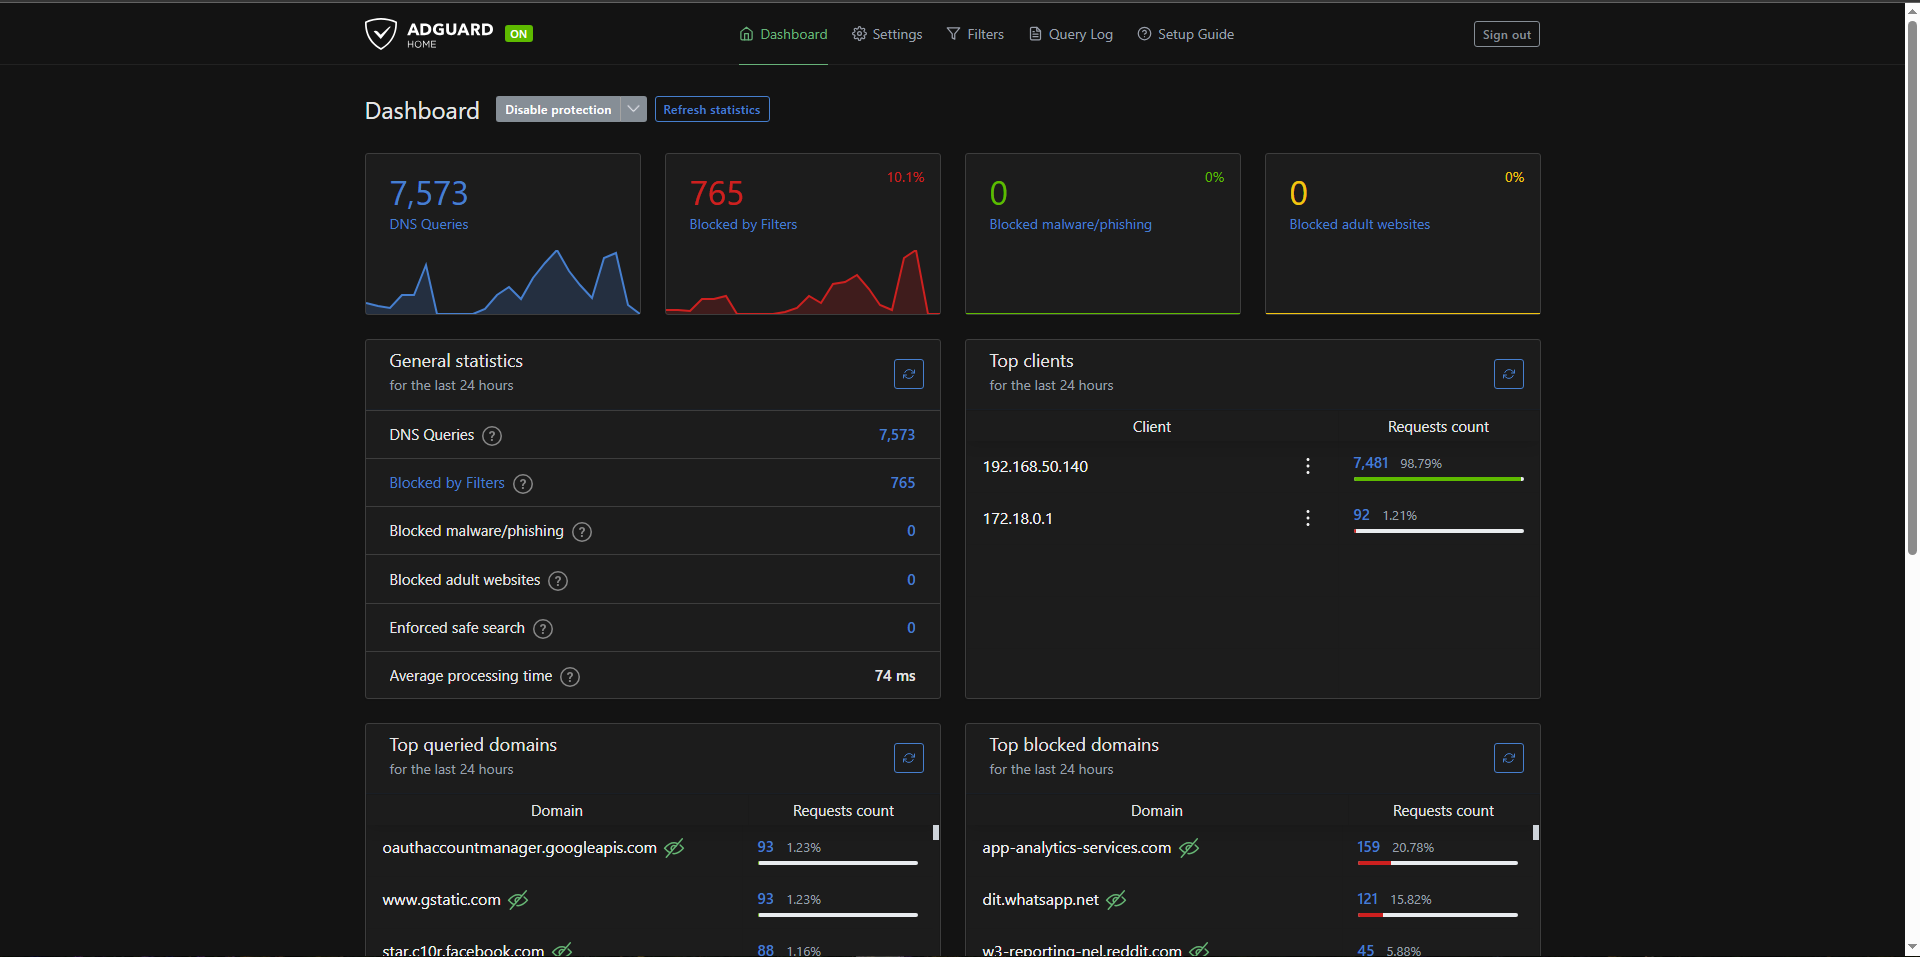 ADGUARD
HOME
ON
Dashboard
Settings
Filters
Query Log
Setup Guide
Sign out
Dashboard
Disable protection
Refresh statistics
7,573
DNS Queries
765
10.1%
Blocked by Filters
0
0%
Blocked malware/phishing
0
0%
Blocked adult websites
General statistics
for the last 24 hours
DNS Queries ? 7,573
Blocked by Filters ? 765
Blocked malware/phishing ? 0
Blocked adult websites ? 0
Enforced safe search ? 0
Average processing time ? 74 ms
Top clients
for the last 24 hours
Client Requests count
192.168.50.140 7,481 98.79%
172.18.0.1 92 1.21%
Top queried domains
for the last 24 hours
Domain Requests count
oauthaccountmanager.googleapis.com 93 1.23%
www.gstatic.com 93 1.23%
star.c10r.facebook.com 88 1.16%
Top blocked domains
for the last 24 hours
Domain Requests count
app-analytics-services.com 159 20.78%
dit.whatsapp.net 121 15.82%
w3-reporting-nel.reddit.com 45 5.88%